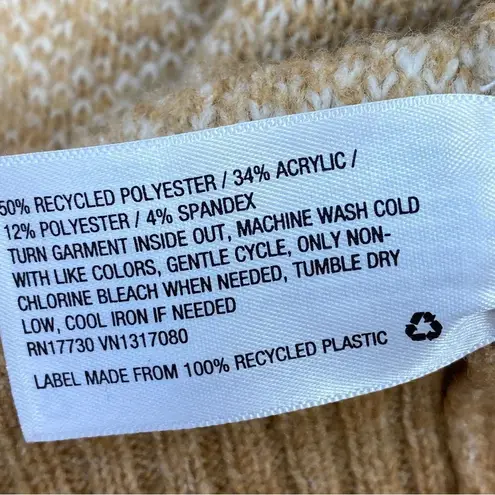 50% RECYCLED POLYESTER / 34% ACRYLIC /
12% POLYESTER / 4% SPANDEX
TURN GARMENT INSIDE OUT, MACHINE WASH COLD
WITH LIKE COLORS, GENTLE CYCLE, ONLY NON-
CHLORINE BLEACH WHEN NEEDED, TUMBLE DRY
LOW, COOL IRON IF NEEDED
RN17730 VN1317080
LABEL MADE FROM 100% RECYCLED PLASTIC